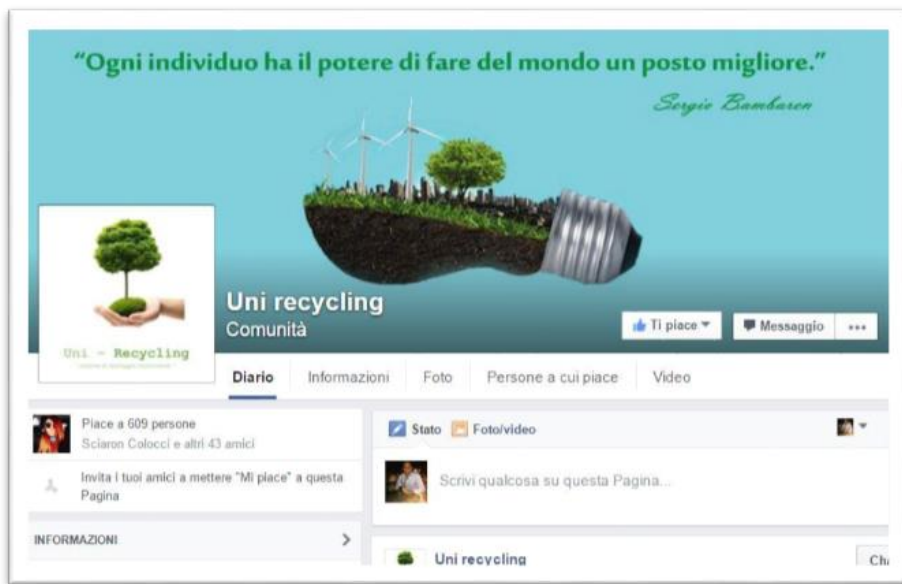 “Ogni individuo ha il potere di fare del mondo un posto migliore.”
Sergio Bambaren
Uni recycling
Comunità
Ti piace
Messaggio
Uni - Recycling
Diario
Informazioni
Foto
Persone a cui piace
Video
Piace a 609 persone
Sciaron Colocci e altri 43 amici
Invita i tuoi amici a mettere "Mi piace" a questa
Pagina
INFORMAZIONI
Stato
Foto/video
Scrivi qualcosa su questa Pagina...
Uni recycling